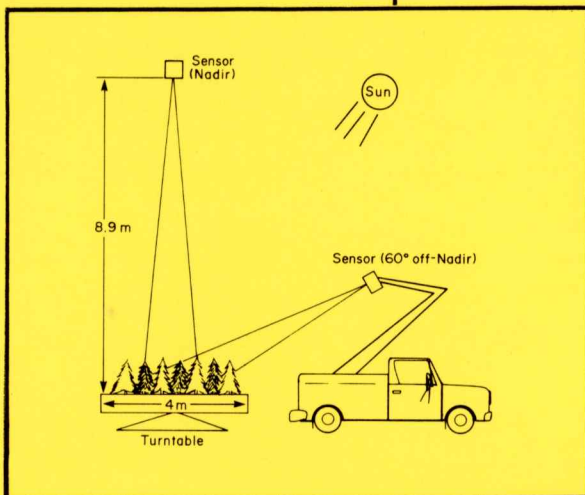 Sensor
(Nadir)
Sun
8.9 m
Sensor (60° off-Nadir)
4m
Turntable